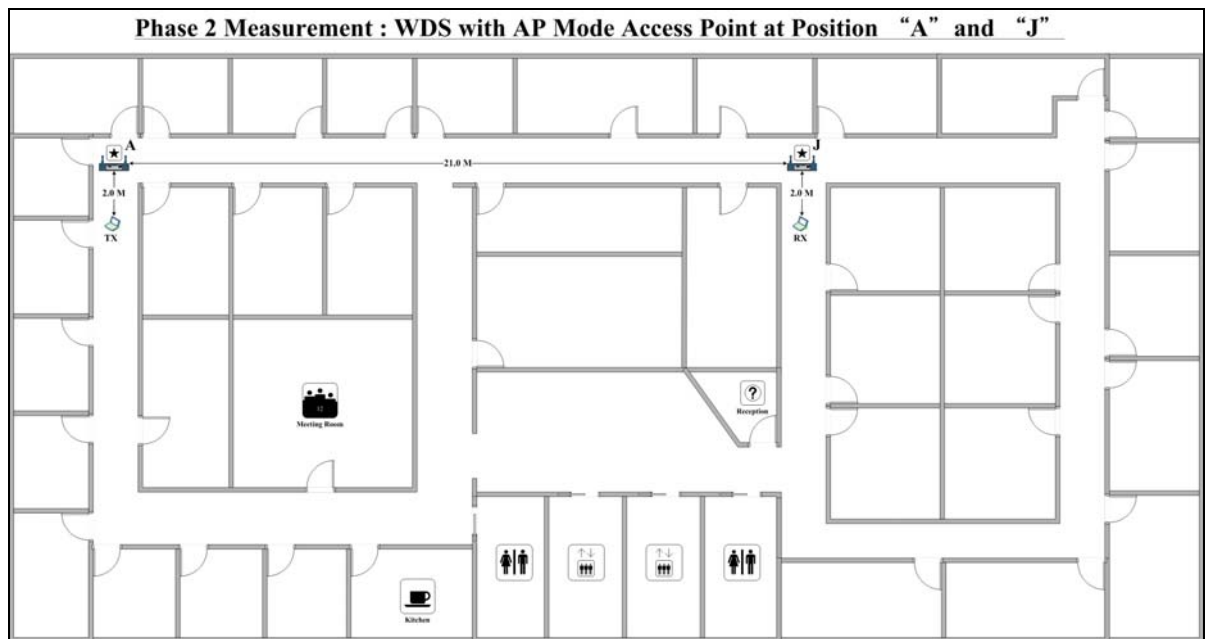 Phase 2 Measurement : WDS with AP Mode Access Point at Position “A” and “J”
A
J
21.0 M
2.0 M
2.0 M
TX
RX
12
Meeting Room
?
Reception
Kitchen